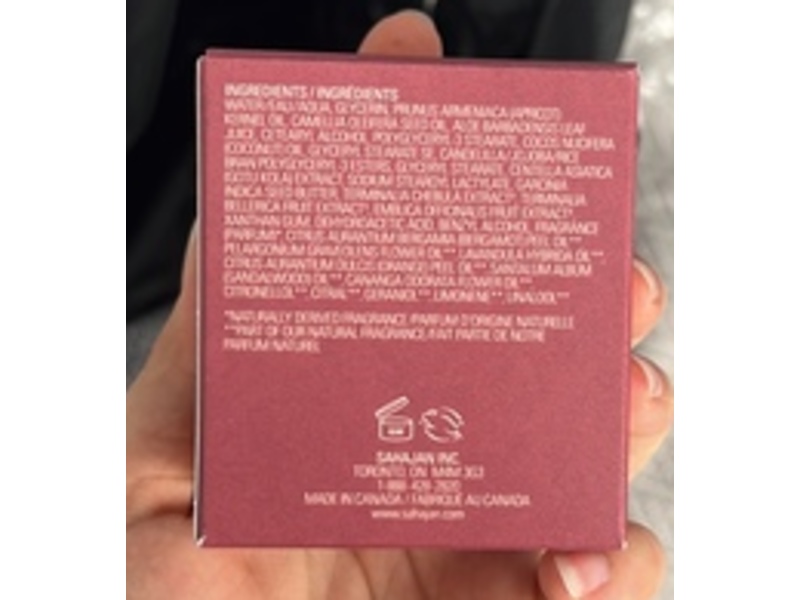 INGREDIENTS / INGRÉDIENTS
WATER/EAU/AQUA, GLYCERIN, PRUNUS ARMENIACA (APRICOT)
KERNEL OIL, CAMELLIA OLEIFERA SEED OIL, ALOE BARBADENSIS LEAF
JUICE, CETEARYL ALCOHOL, POLYGLYCERYL-3 STEARATE, COCOS NUCIFERA
(COCONUT) OIL, GLYCERYL STEARATE SE, CANDELILLA/JOJOBA/RICE
BRAN POLYGLYCERYL-3 ESTERS, GLYCERYL STEARATE, CENTELLA ASIATICA
(GOTU KOLA) EXTRACT, SODIUM STEAROYL LACTYLATE, GARCINIA
INDICA SEED BUTTER, TERMINALIA CHEBULA EXTRACT*, TERMINALIA
BELLERICA FRUIT EXTRACT*, EMBLICA OFFICINALIS FRUIT EXTRACT*,
XANTHAN GUM, DEHYDROACETIC ACID, BENZYL ALCOHOL, FRAGRANCE
(PARFUM)*, CITRUS AURANTIUM BERGAMIA (BERGAMOT) PEEL OIL**,
PELARGONIUM GRAVEOLENS FLOWER OIL**, LAVANDULA HYBRIDA OIL**,
CITRUS AURANTIUM DULCIS (ORANGE) PEEL OIL**, SANTALUM ALBUM
(SANDALWOOD) OIL**, CANANGA ODORATA FLOWER OIL**,
CITRONELLOL**, CITRAL**, GERANIOL**, LIMONENE**, LINALOOL**
*NATURALLY DERIVED FRAGRANCE/PARFUM D'ORIGINE NATURELLE
**PART OF OUR NATURAL FRAGRANCE/FAIT PARTIE DE NOTRE
PARFUM NATUREL
SAHAJAN INC.
TORONTO, ON M4M 3G3
MADE IN CANADA / FABRIQUÉ AU CANADA
www.sahajan.com